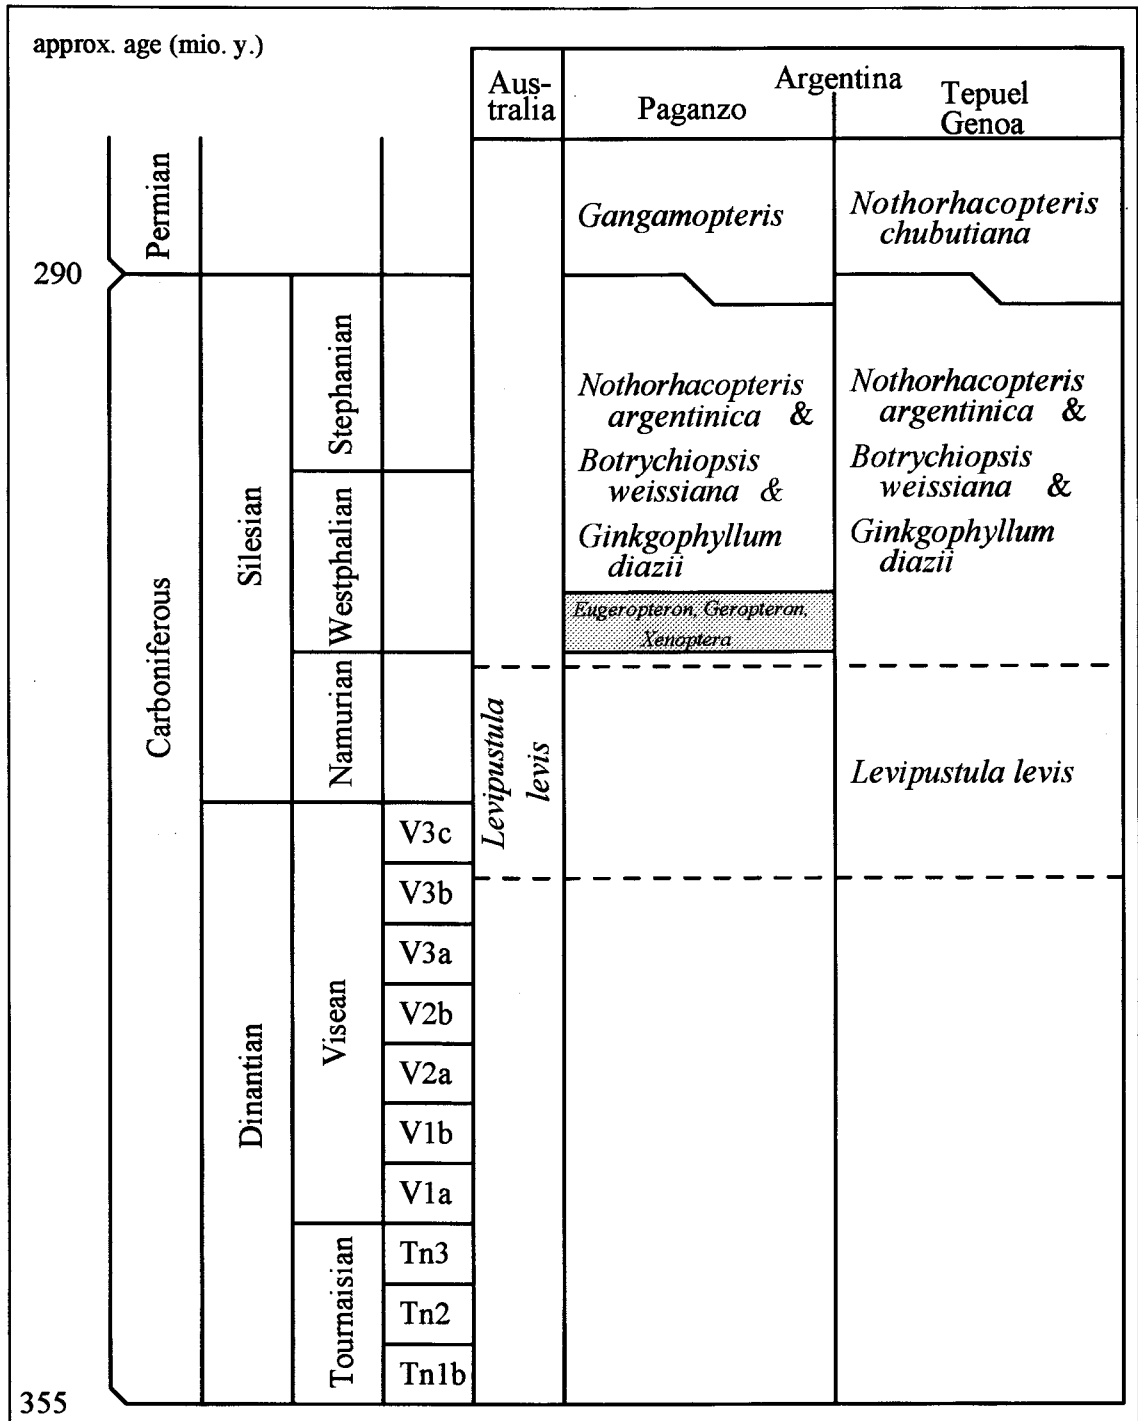 approx. age (mio. y.)
Aus-
tralia
Argentina
Paganzo
Tepuel
Genoa
Permian
Gangamopteris
Nothorhacopteris
chubutiana
290
Carboniferous
Silesian
Stephanian
Nothorhacopteris
argentinica &
Botrychiopsis
weissiana &
Ginkgophyllum
diazii
Nothorhacopteris
argentinica &
Botrychiopsis
weissiana &
Ginkgophyllum
diazii
Westphalian
Eugeropteron, Geropteron,
Xenoptera
Namurian
Levipustula
levis
Levipustula levis
Dinantian
Visean
V3c
V3b
V3a
V2b
V2a
V1b
V1a
Tournaisian
Tn3
Tn2
Tn1b
355